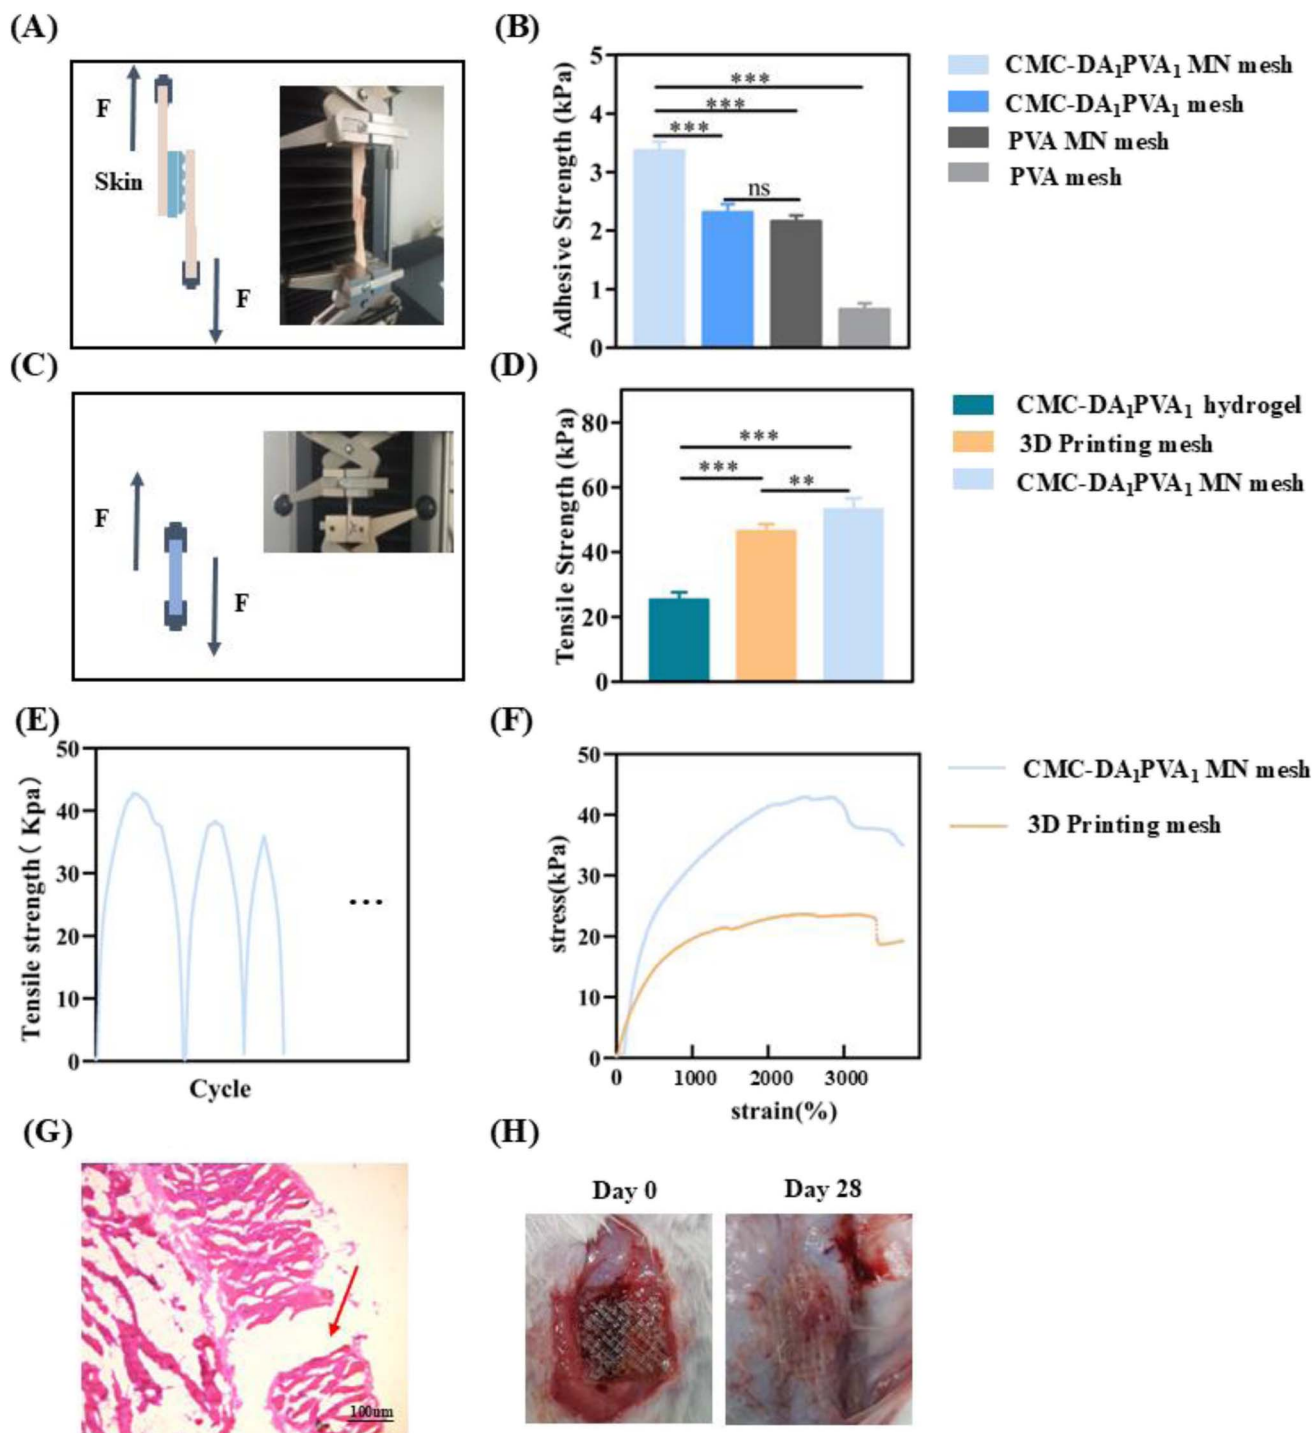 (A)
F
Skin
F
(B)
Adhesive Strength (kPa)
5
4
3
2
1
0
***
***
***
ns
CMC-DA₁PVA₁ MN mesh
CMC-DA₁PVA₁ mesh
PVA MN mesh
PVA mesh
(C)
F
F
(D)
Tensile Strength (kPa)
80
60
40
20
0
***
***
**
CMC-DA₁PVA₁ hydrogel
3D Printing mesh
CMC-DA₁PVA₁ MN mesh
(E)
Tensile strength( Kpa)
50
40
30
20
10
0
...
Cycle
(F)
stress(kPa)
50
40
30
20
10
0
0 1000 2000 3000
strain(%)
CMC-DA₁PVA₁ MN mesh
3D Printing mesh
(G)
100um
(H)
Day 0
Day 28